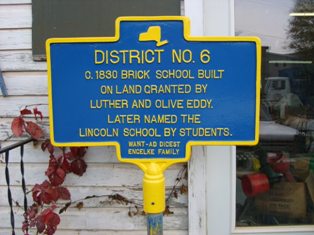 DISTRICT NO. 6
C. 1830 BRICK SCHOOL BUILT
ON LAND GRANTED BY
LUTHER AND OLIVE EDDY.
LATER NAMED THE
LINCOLN SCHOOL BY STUDENTS.
WANT-AD DIGEST
ENGELKE FAMILY